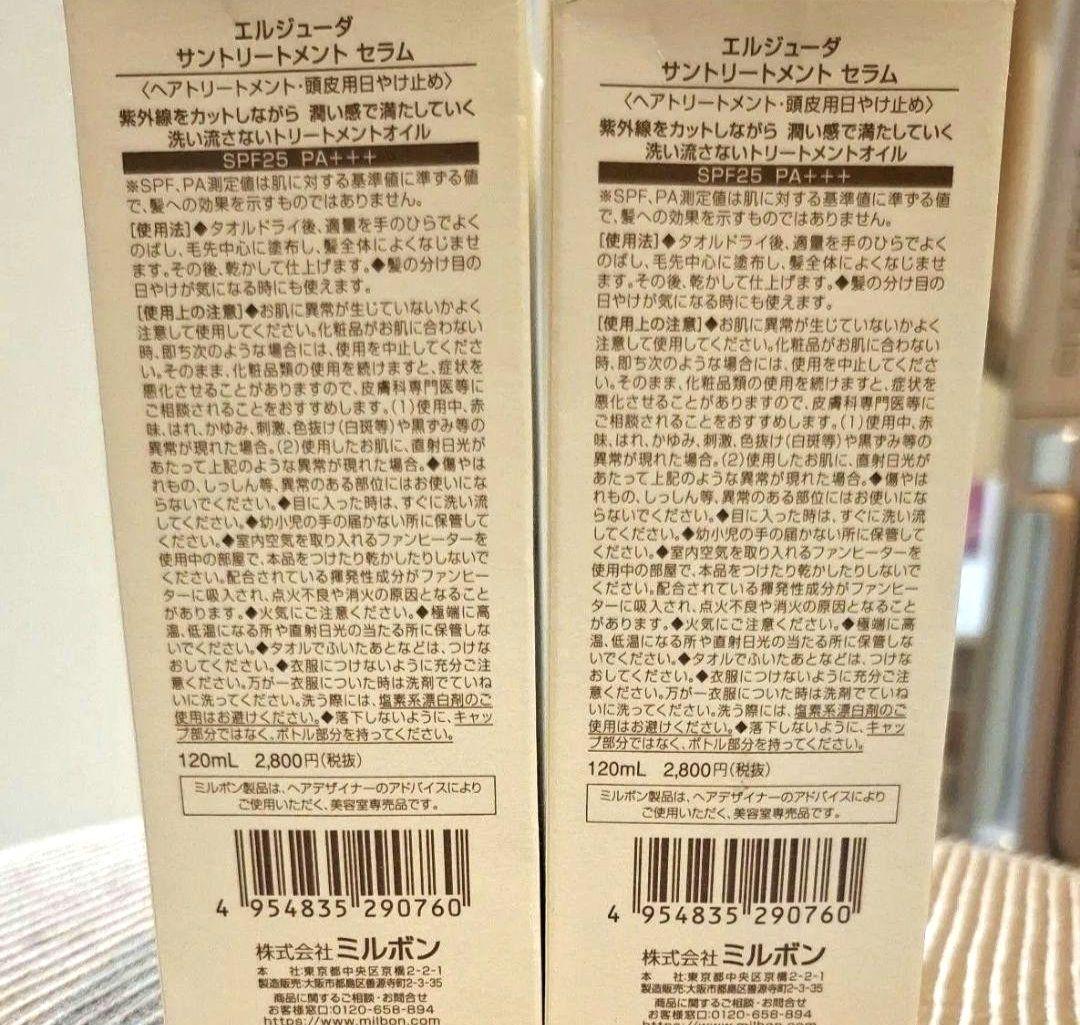 エルジューダ
サントリートメント セラム
〈ヘアトリートメント・頭皮用日やけ止め〉
紫外線をカットしながら 潤い感で満たしていく
洗い流さないトリートメントオイル
SPF25 PA+++
※SPF、PA測定値は肌に対する基準値に準ずる値
で、髪への効果を示すものではありません。
[使用法]◆タオルドライ後、適量を手のひらでよく
のばし、毛先中心に塗布し、髪全体によくなじませ
ます。その後、乾かして仕上げます。◆髪の分け目の
日やけが気になる時にも使えます。
[使用上の注意]◆お肌に異常が生じていないかよく
注意して使用してください。化粧品がお肌に合わない
時、即ち次のような場合には、使用を中止してくださ
い。そのまま、化粧品類の使用を続けますと、症状を
悪化させることがありますので、皮膚科専門医等に
ご相談されることをおすすめします。(1)使用中、赤
味、はれ、かゆみ、刺激、色抜け(白斑等)や黒ずみ等の
異常が現れた場合。(2)使用したお肌に、直射日光が
あたって上記のような異常が現れた場合。◆傷やは
れもの、しっしん等、異常のある部位にはお使いにな
らないでください。◆目に入った時は、すぐに洗い流
してください。◆幼小児の手の届かない所に保管して
ください。◆室内空気を取り入れるファンヒーターを
使用中の部屋で、本品をつけたり乾かしたりしないで
ください。配合されている揮発性成分がファンヒー
ターに吸入され、点火不良や消火の原因となること
があります。◆火気にご注意ください。◆極端に高
温、低温になる所や直射日光の当たる所に保管しな
いでください。◆タオルでふいたあとなどは、つけな
おしてください。◆衣服につけないように充分ご注
意ください。万が一衣服についた時は洗剤でていね
いに洗ってください。洗う際には、塩素系漂白剤のご
使用はお避けください。◆落下しないように、キャッ
プ部分ではなく、ボトル部分を持ってください。
120mL 2,800円(税抜)
ミルボン製品は、ヘアデザイナーのアドバイスにより
ご使用いただく、美容室専売品です。
4 954835 290760
株式会社 ミルボン
本 社:東京都中央区京橋2-2-1
製造販売:大阪市都島区善源寺町2-3-35
商品に関するご相談・お問合せ
お客様窓口:0120-658-894
https://www.milbon.com
エルジューダ
サントリートメント セラム
〈ヘアトリートメント・頭皮用日やけ止め〉
紫外線をカットしながら 潤い感で満たしていく
洗い流さないトリートメントオイル
SPF25 PA+++
※SPF、PA測定値は肌に対する基準値に準ずる値
で、髪への効果を示すものではありません。
[使用法]◆タオルドライ後、適量を手のひらでよく
のばし、毛先中心に塗布し、髪全体によくなじませ
ます。その後、乾かして仕上げます。◆髪の分け目の
日やけが気になる時にも使えます。
[使用上の注意]◆お肌に異常が生じていないかよく
注意して使用してください。化粧品がお肌に合わない
時、即ち次のような場合には、使用を中止してくださ
い。そのまま、化粧品類の使用を続けますと、症状を
悪化させることがありますので、皮膚科専門医等に
ご相談されることをおすすめします。(1)使用中、赤
味、はれ、かゆみ、刺激、色抜け(白斑等)や黒ずみ等の
異常が現れた場合。(2)使用したお肌に、直射日光が
あたって上記のような異常が現れた場合。◆傷やは
れもの、しっしん等、異常のある部位にはお使いにな
らないでください。◆目に入った時は、すぐに洗い流
してください。◆幼小児の手の届かない所に保管して
ください。◆室内空気を取り入れるファンヒーターを
使用中の部屋で、本品をつけたり乾かしたりしないで
ください。配合されている揮発性成分がファンヒー
ターに吸入され、点火不良や消火の原因となること
があります。◆火気にご注意ください。◆極端に高
温、低温になる所や直射日光の当たる所に保管しな
いでください。◆タオルでふいたあとなどは、つけな
おしてください。◆衣服につけないように充分ご注
意ください。万が一衣服についた時は洗剤でていね
いに洗ってください。洗う際には、塩素系漂白剤のご
使用はお避けください。◆落下しないように、キャッ
プ部分ではなく、ボトル部分を持ってください。
120mL 2,800円(税抜)
ミルボン製品は、ヘアデザイナーのアドバイスにより
ご使用いただく、美容室専売品です。
4 954835 290760
株式会社 ミルボン
本 社:東京都中央区京橋2-2-1
製造販売:大阪市都島区善源寺町2-3-35
商品に関するご相談・お問合せ
お客様窓口:0120-658-894
https://www.milbon.com